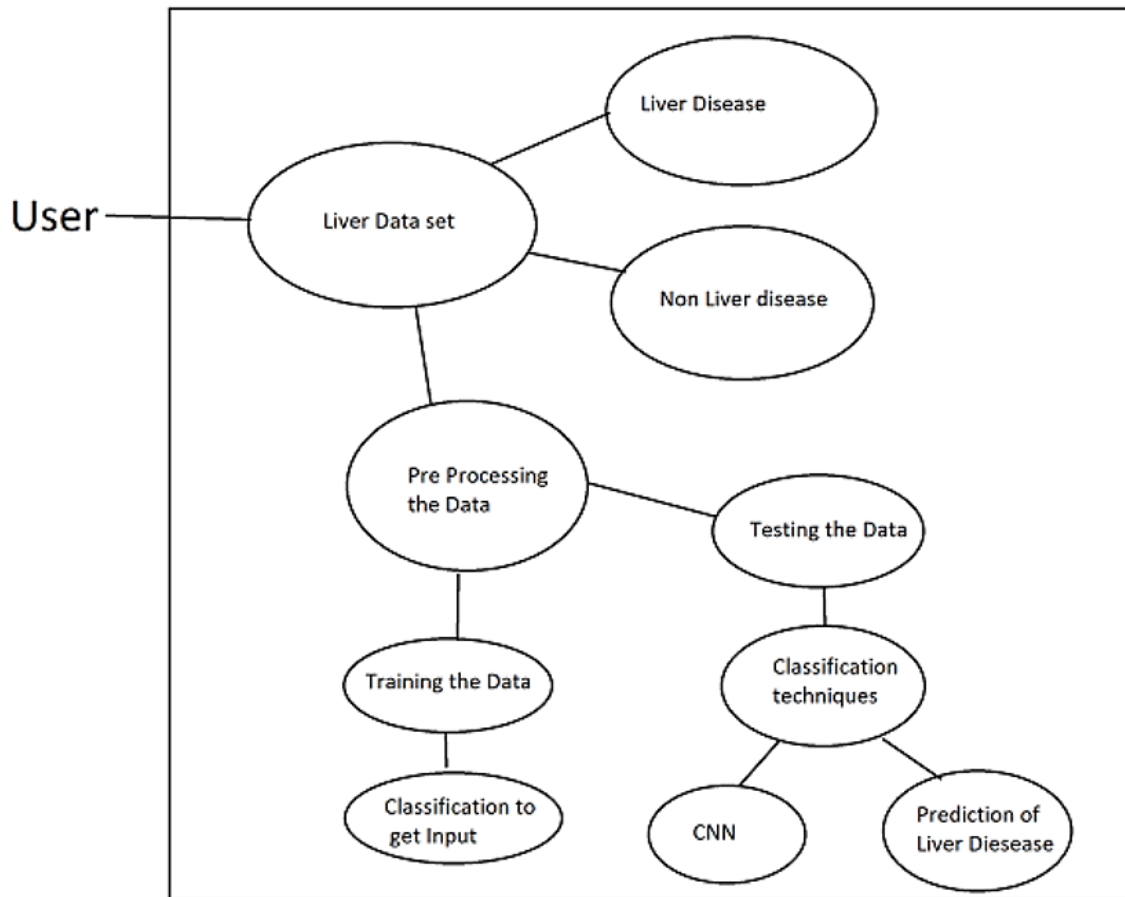 Liver Disease
User
Liver Data set
Non Liver disease
Pre Processing
the Data
Testing the Data
Training the Data
Classification
techniques
Classification to
get Input
CNN
Prediction of
Liver Diesease